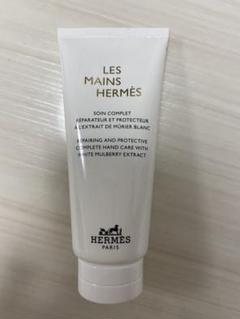 LES
MAINS
HERMÈS
SOIN COMPLET
RÉPARATEUR ET PROTECTEUR
À L'EXTRAIT DE MÛRIER BLANC
REPAIRING AND PROTECTIVE
COMPLETE HAND CARE WITH
WHITE MULBERRY EXTRACT
HERMÈS
PARIS